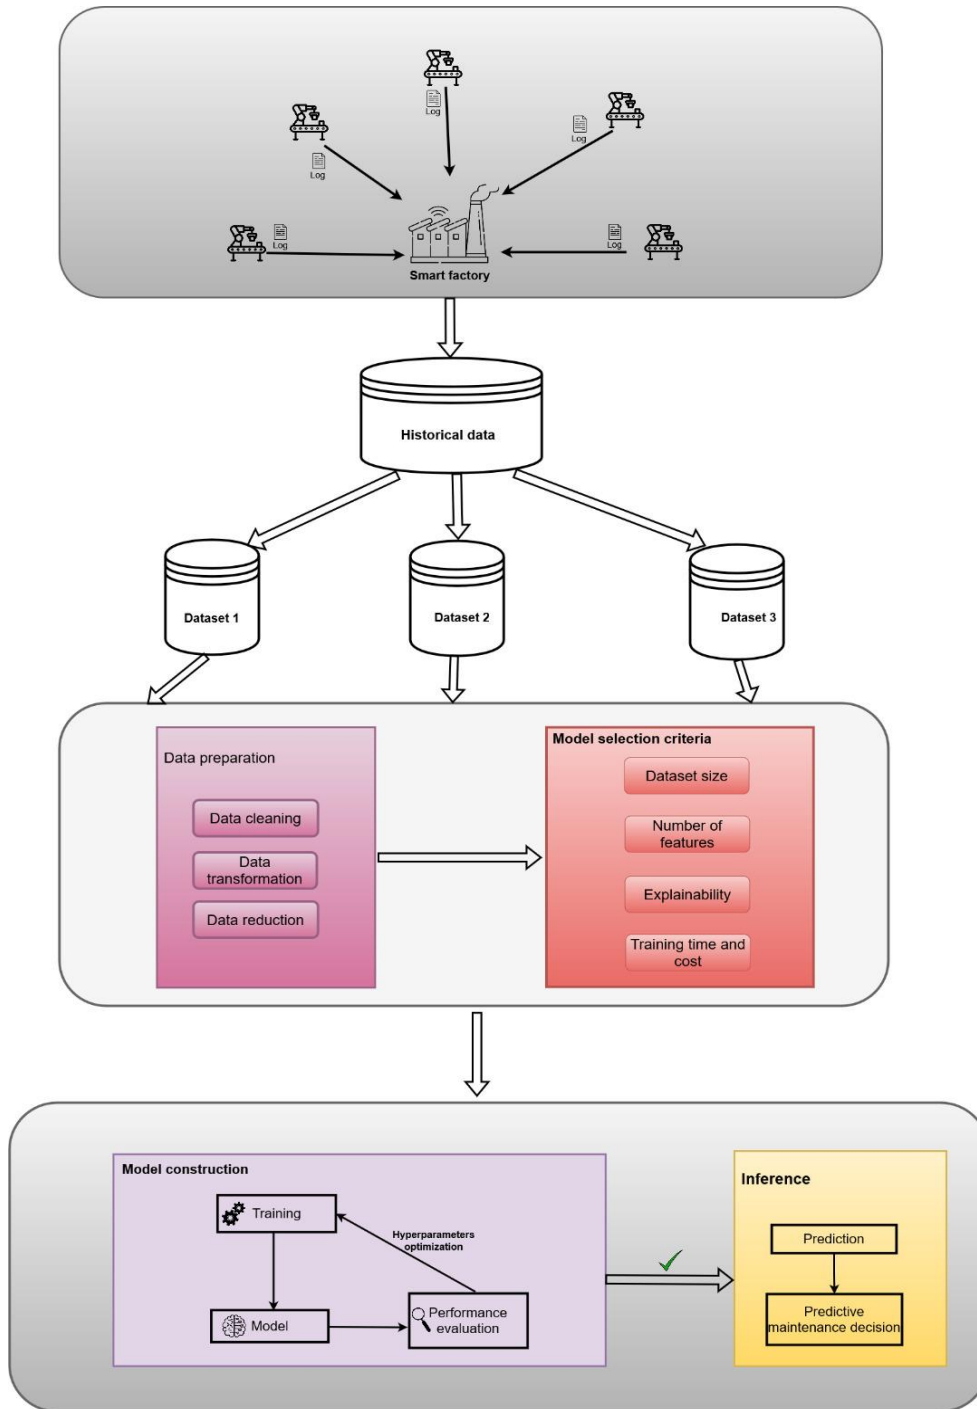 Log
Log
Log
Log
Log
Smart factory
Historical data
Dataset 1
Dataset 2
Dataset 3
Data preparation
Data cleaning
Data
transformation
Data reduction
Model selection criteria
Dataset size
Number of
features
Explainability
Training time and
cost
Model construction
Training
Hyperparameters
optimization
Model
Performance
evaluation
Inference
Prediction
Predictive
maintenance decision